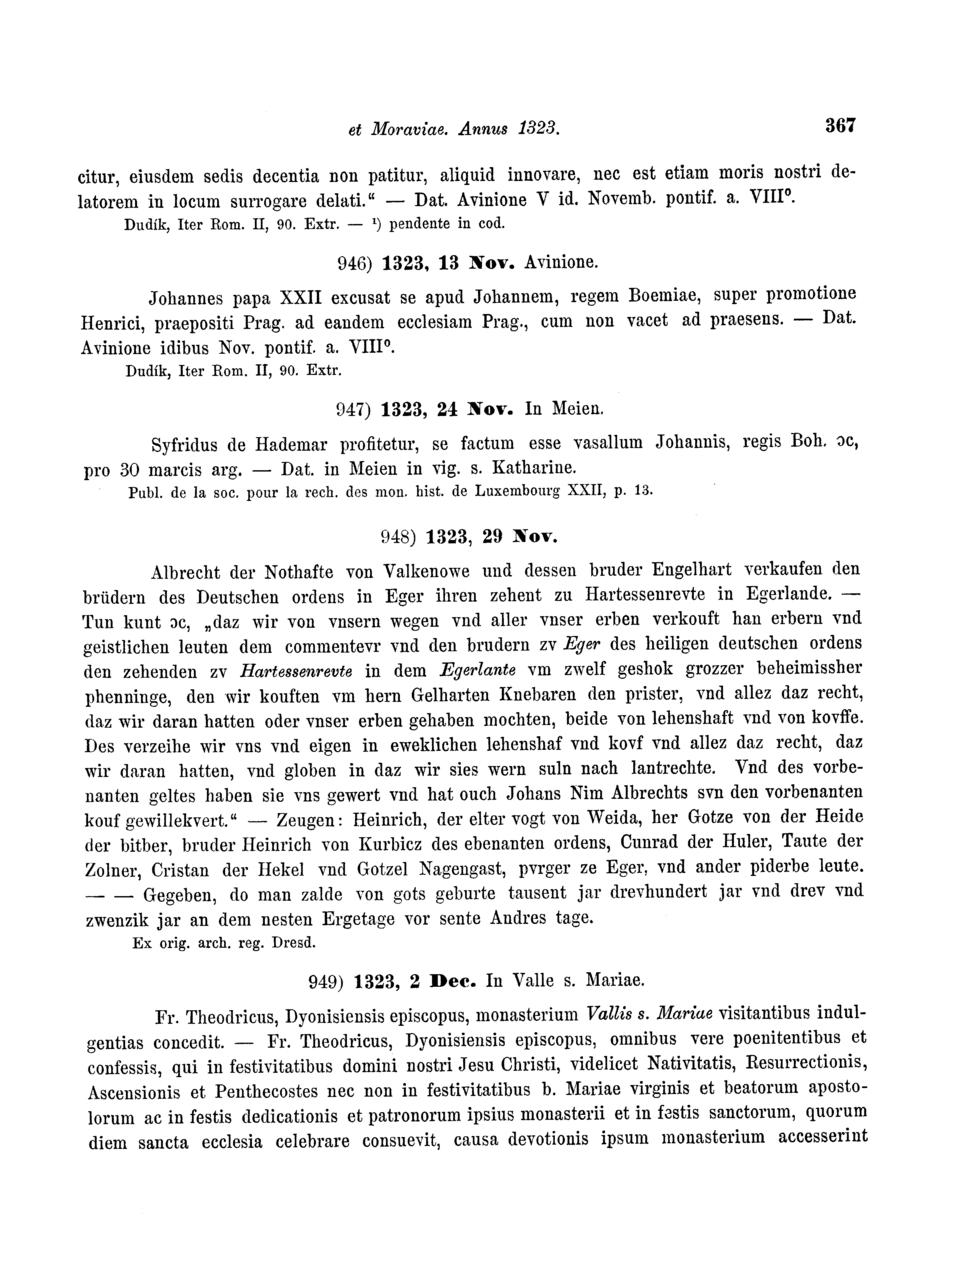 et Moraviae. Annus 1323. 367
citur, eiusdem sedis decentia non patitur, aliquid innovare, nec est etiam moris nostri de-
latorem in locum surrogare delati.“ — Dat. Avinione V id. Novemb. pontif. a. VIII⁰.
Dudík, Iter Rom. II, 90. Extr. — ¹) pendente in cod.
946) 1323, 13 Nov. Avinione.
Johannes papa XXII excusat se apud Johannem, regem Boemiae, super promotione
Henrici, praepositi Prag. ad eandem ecclesiam Prag., cum non vacet ad praesens. — Dat.
Avinione idibus Nov. pontif. a. VIII⁰.
Dudík, Iter Rom. II, 90. Extr.
947) 1323, 24 Nov. In Meien.
Syfridus de Hademar profitetur, se factum esse vasallum Johannis, regis Boh. ɔc,
pro 30 marcis arg. — Dat. in Meien in vig. s. Katharine.
Publ. de la soc. pour la rech. des mon. hist. de Luxembourg XXII, p. 13.
948) 1323, 29 Nov.
Albrecht der Nothafte von Valkenowe und dessen bruder Engelhart verkaufen den
brüdern des Deutschen ordens in Eger ihren zehent zu Hartessenrevte in Egerlande. —
Tun kunt ɔc, „daz wir von vnsern wegen vnd aller vnser erben verkouft han erbern vnd
geistlichen leuten dem commentevr vnd den brudern zv Eger des heiligen deutschen ordens
den zehenden zv Hartessenrevte in dem Egerlante vm zwelf geshok grozzer beheimissher
phenninge, den wir kouften vm hern Gelharten Knebaren den prister, vnd allez daz recht,
daz wir daran hatten oder vnser erben gehaben mochten, beide von lehenshaft vnd von kovffe.
Des verzeihe wir vns vnd eigen in eweklichen lehenshaf vnd kovf vnd allez daz recht, daz
wir daran hatten, vnd globen in daz wir sies wern suln nach lantrechte. Vnd des vorbe-
nanten geltes haben sie vns gewert vnd hat ouch Johans Nim Albrechts svn den vorbenanten
kouf gewillekvert.“ — Zeugen: Heinrich, der elter vogt von Weida, her Gotze von der Heide
der bitber, bruder Heinrich von Kurbicz des ebenanten ordens, Cunrad der Huler, Taute der
Zolner, Cristan der Hekel vnd Gotzel Nagengast, pvrger ze Eger, vnd ander piderbe leute.
— — Gegeben, do man zalde von gots geburte tausent jar drevhundert jar vnd drev vnd
zwenzik jar an dem nesten Ergetage vor sente Andres tage.
Ex orig. arch. reg. Dresd.
949) 1323, 2 Dec. In Valle s. Mariae.
Fr. Theodricus, Dyonisiensis episcopus, monasterium Vallis s. Mariae visitantibus indul-
gentias concedit. — Fr. Theodricus, Dyonisiensis episcopus, omnibus vere poenitentibus et
confessis, qui in festivitatibus domini nostri Jesu Christi, videlicet Nativitatis, Resurrectionis,
Ascensionis et Penthecostes nec non in festivitatibus b. Mariae virginis et beatorum aposto-
lorum ac in festis dedicationis et patronorum ipsius monasterii et in festis sanctorum, quorum
diem sancta ecclesia celebrare consuevit, causa devotionis ipsum monasterium accesserint